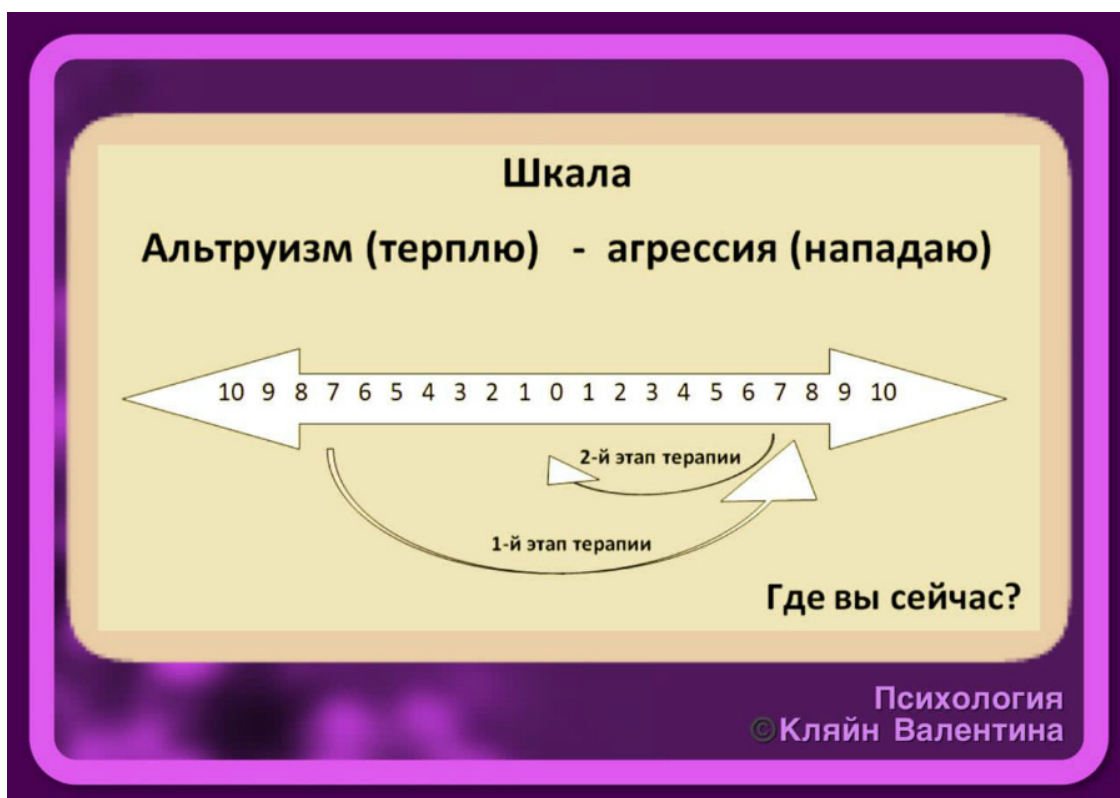 Шкала
Альтруизм (терплю) - агрессия (нападаю)
10 9 8 7 6 5 4 3 2 1 0 1 2 3 4 5 6 7 8 9 10
2-й этап терапии
1-й этап терапии
Где вы сейчас?
Психология
©Кляйн Валентина